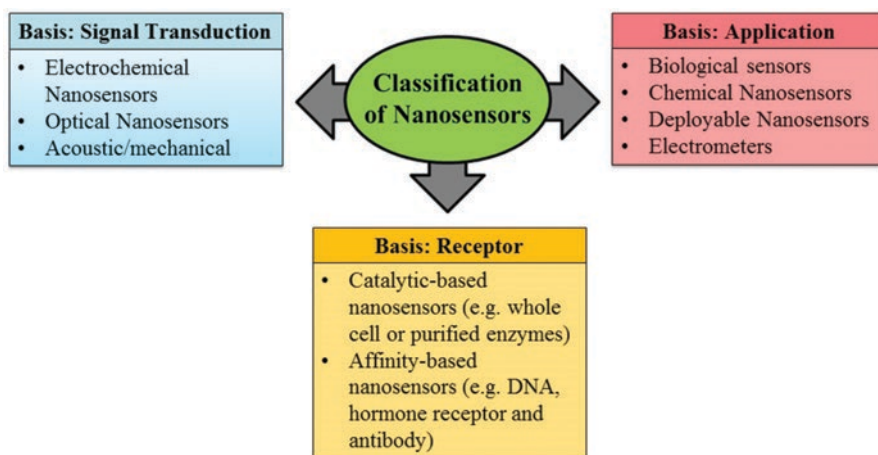 Basis: Signal Transduction
• Electrochemical
Nanosensors
• Optical Nanosensors
• Acoustic/mechanical
Classification
of Nanosensors
Basis: Application
• Biological sensors
• Chemical Nanosensors
• Deployable Nanosensors
• Electrometers
Basis: Receptor
• Catalytic-based
nanosensors (e.g. whole
cell or purified enzymes)
• Affinity-based
nanosensors (e.g. DNA,
hormone receptor and
antibody)